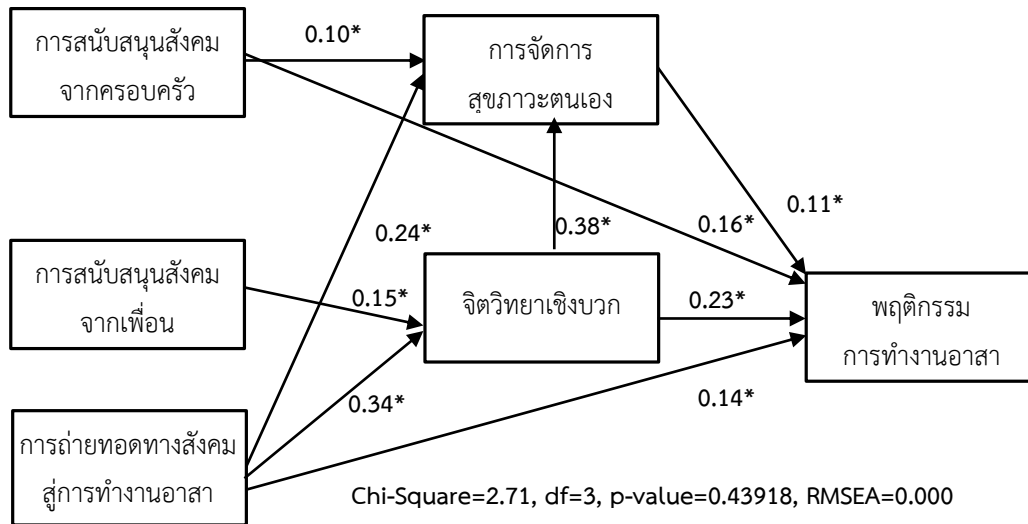 การสนับสนุนสังคม
จากครอบครัว
0.10*
การจัดการ
สุขภาวะตนเอง
0.24*
0.38*
0.16*
0.11*
การสนับสนุนสังคม
จากเพื่อน
0.15*
จิตวิทยาเชิงบวก
0.23*
พฤติกรรม
การทำงานอาสา
0.34*
0.14*
การถ่ายทอดทางสังคม
สู่การทำงานอาสา
Chi-Square=2.71, df=3, p-value=0.43918, RMSEA=0.000